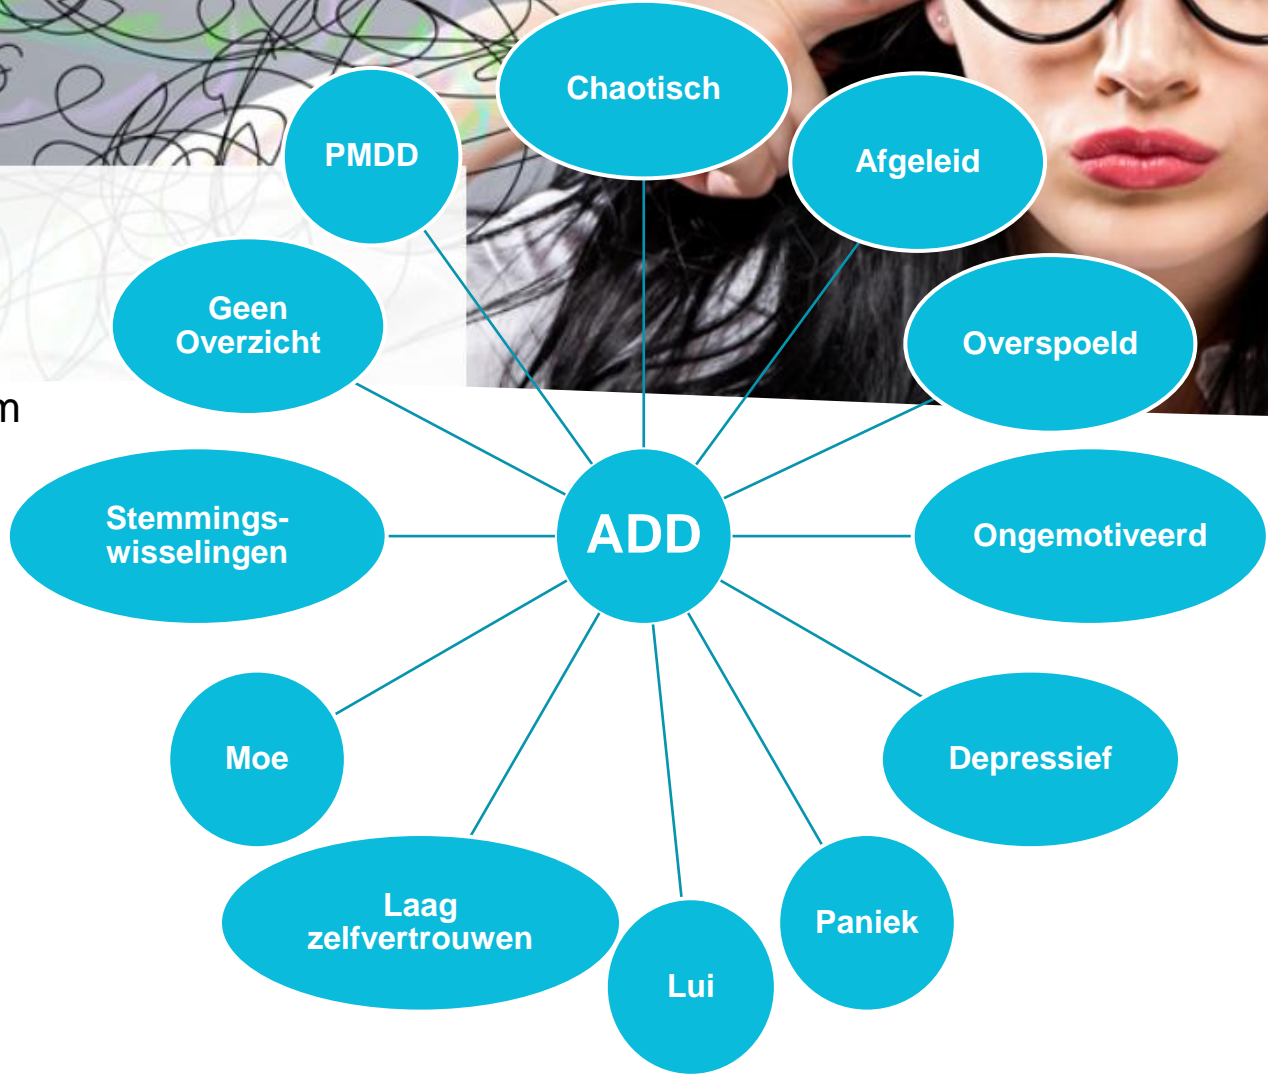 Chaotisch
PMDD
Afgeleid
Geen
Overzicht
Overspoeld
m
Stemmings-
wisselingen
ADD
Ongemotiveerd
Moe
Depressief
Laag
zelfvertrouwen
Paniek
Lui